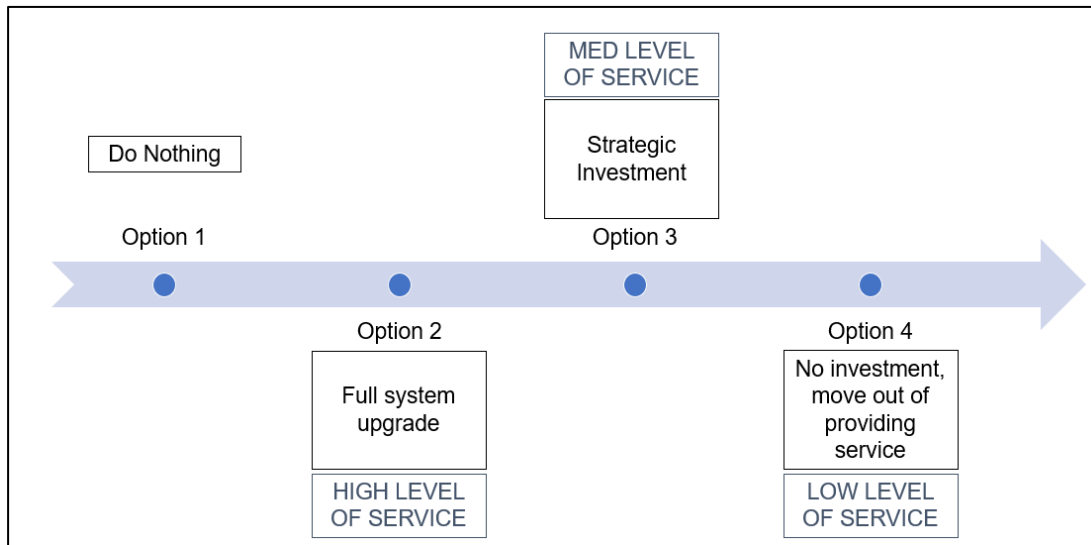 MED LEVEL
OF SERVICE
Do Nothing
Strategic
Investment
Option 1
Option 3
Option 2
Option 4
Full system
upgrade
No investment,
move out of
providing
service
HIGH LEVEL
OF SERVICE
LOW LEVEL
OF SERVICE